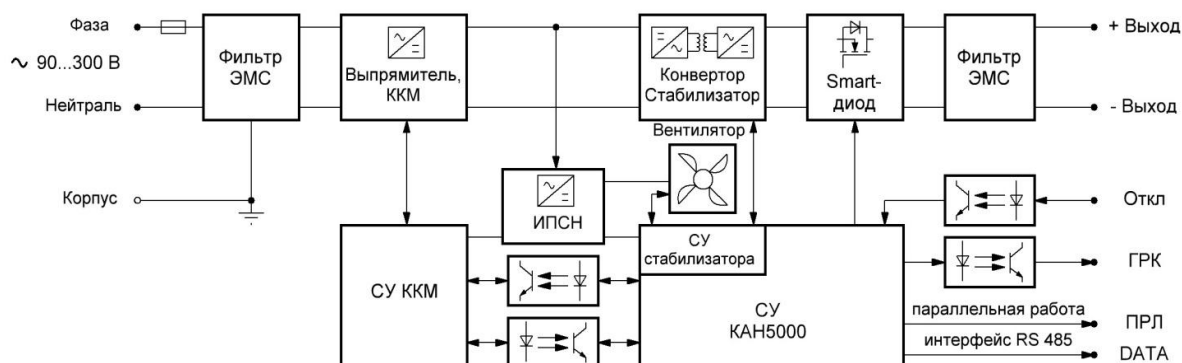 Фаза
∿ 90...300 В
Нейтраль
Корпус
Фильтр
ЭМС
Выпрямитель,
ККМ
Конвертор
Стабилизатор
Smart-
диод
Фильтр
ЭМС
+ Выход
- Выход
Вентилятор
ИПСН
Откл
СУ ККМ
СУ
стабилизатора
СУ
КАН5000
ГРК
параллельная работа
ПРЛ
интерфейс RS 485
DATA